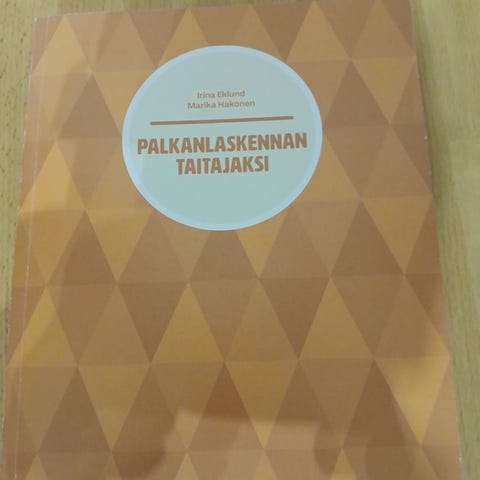 Irina Eklund
Marika Hakonen
PALKANLASKENNAN
TAITAJAKSI